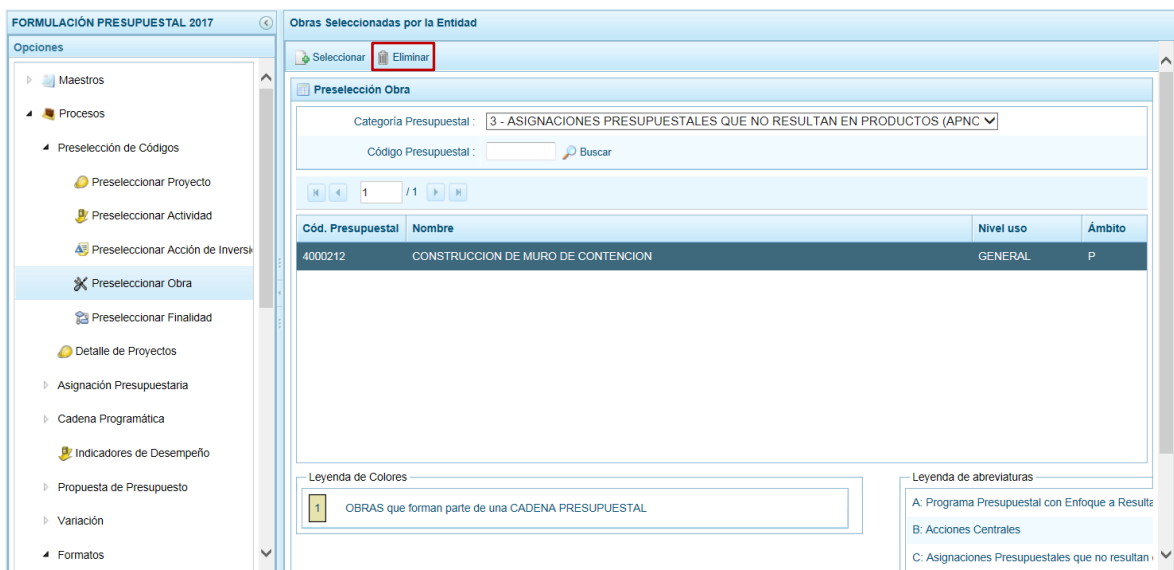 FORMULACIÓN PRESUPUESTAL 2017
Opciones
Maestros
Procesos
Preselección de Códigos
Preseleccionar Proyecto
Preseleccionar Actividad
Preseleccionar Acción de Inversi
Preseleccionar Obra
Preseleccionar Finalidad
Detalle de Proyectos
Asignación Presupuestaria
Cadena Programática
Indicadores de Desempeño
Propuesta de Presupuesto
Variación
Formatos
Obras Seleccionadas por la Entidad
Seleccionar Eliminar
Preselección Obra
Categoría Presupuestal : 3 - ASIGNACIONES PRESUPUESTALES QUE NO RESULTAN EN PRODUCTOS (APNC
Código Presupuestal : Buscar
1 / 1
Cód. Presupuestal Nombre Nivel uso Ámbito
4000212 CONSTRUCCION DE MURO DE CONTENCION GENERAL P
Leyenda de Colores
1 OBRAS que forman parte de una CADENA PRESUPUESTAL
Leyenda de abreviaturas
A: Programa Presupuestal con Enfoque a Resulta
B: Acciones Centrales
C: Asignaciones Presupuestales que no resultan